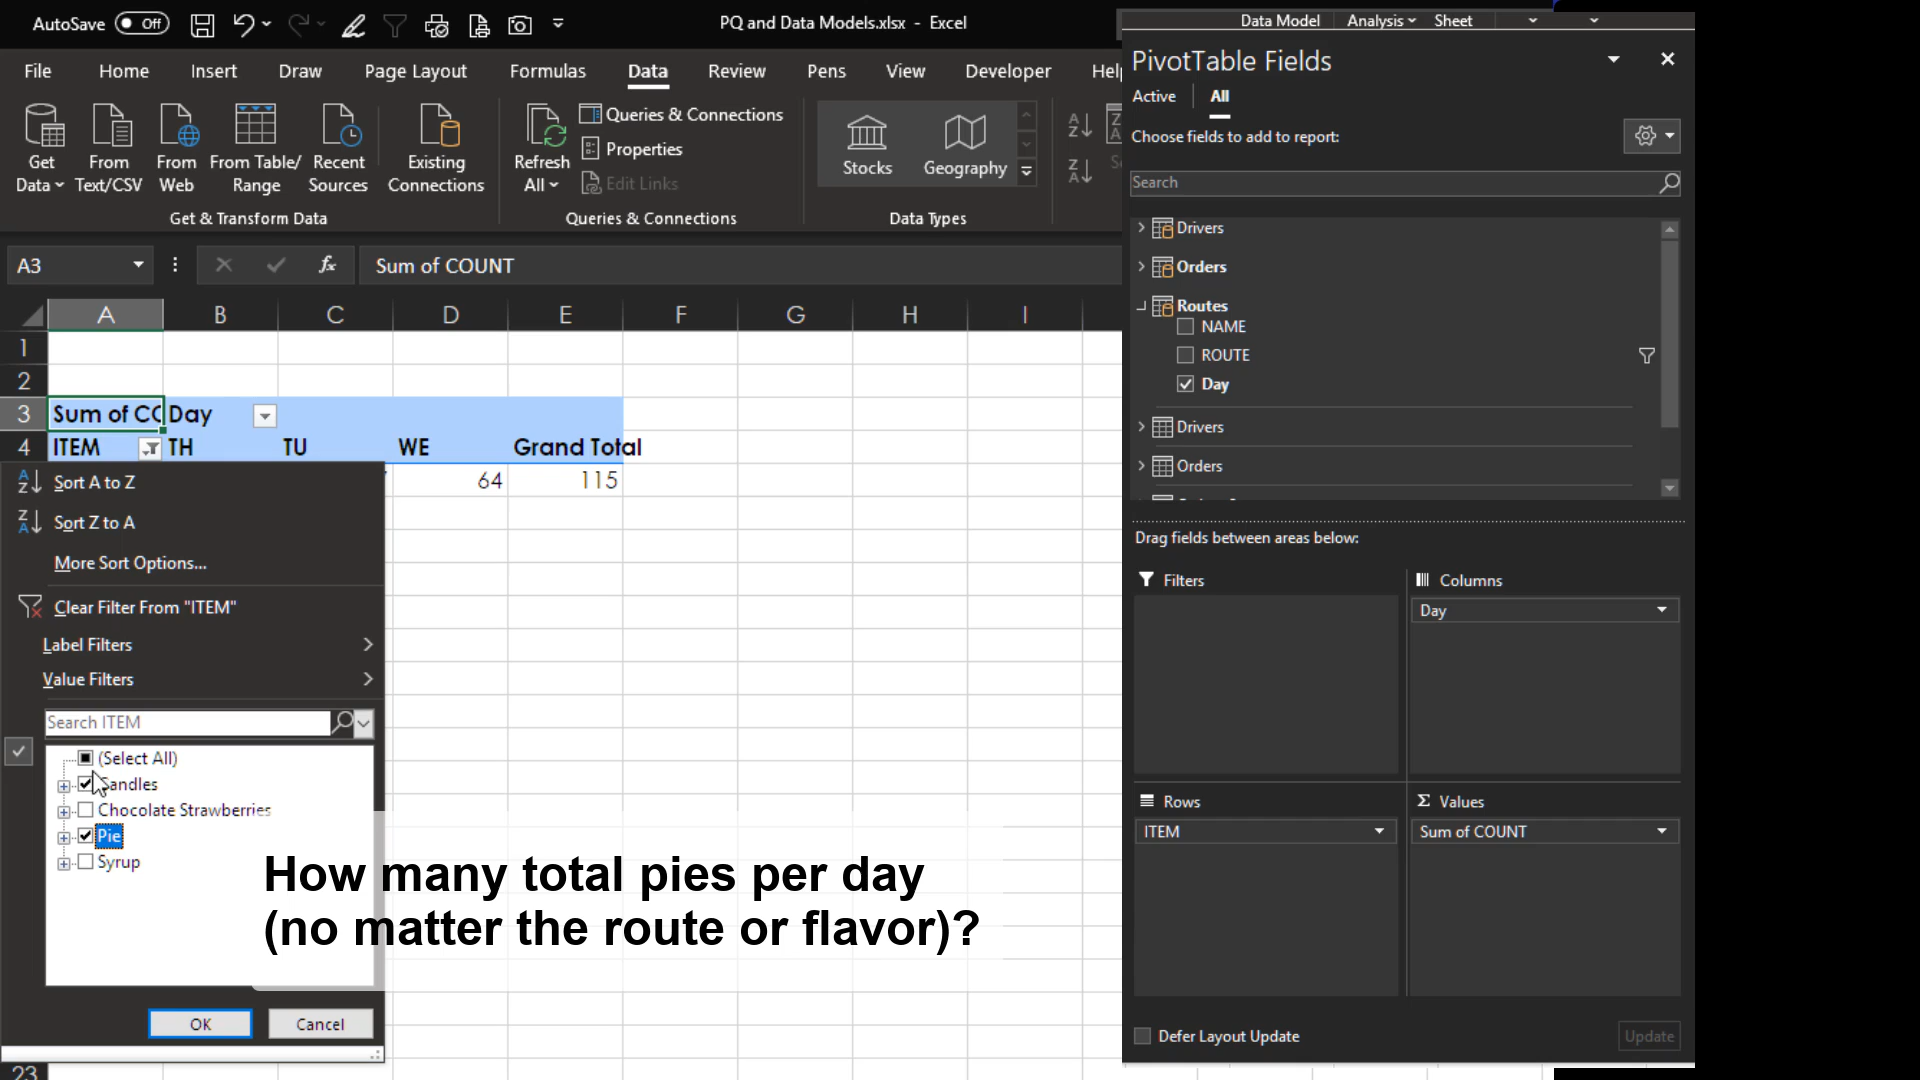 AutoSave Off
PQ and Data Models.xlsx - Excel
File Home Insert Draw Page Layout Formulas Data Review Pens View Developer
Get Data
From Text/CSV
From Web
From Table/ Range
Recent Sources
Existing Connections
Get & Transform Data
Refresh All
Queries & Connections
Properties
Edit Links
Queries & Connections
Stocks
Geography
Data Types
A3
fx
Sum of COUNT
A B C D E F G H I
1
2
3 Day
4 ITEM TH TU WE Grand Total
64 115
23
Sort A to Z
Sort Z to A
More Sort Options...
Clear Filter From "ITEM"
Label Filters
Value Filters
Search ITEM
(Select All)
Candles
Chocolate Strawberries
Pie
Syrup
OK Cancel
How many total pies per day
(no matter the route or flavor)?
Data Model Analysis Sheet
PivotTable Fields
Active All
Choose fields to add to report:
Search
Drivers
Orders
Routes
NAME
ROUTE
Day
Drivers
Orders
Drag fields between areas below:
Filters
Columns
Day
Rows
ITEM
Values
Sum of COUNT
Defer Layout Update
Update